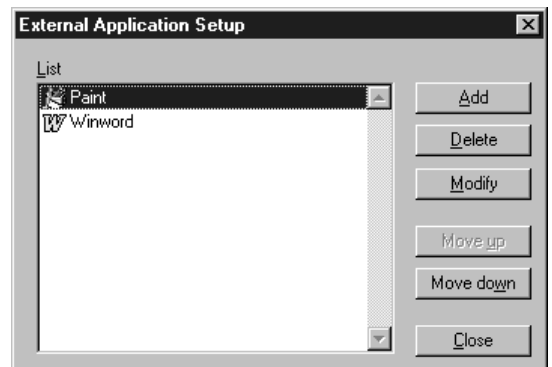 External Application Setup
List
Paint
Winword
Add
Delete
Modify
Move up
Move down
Close